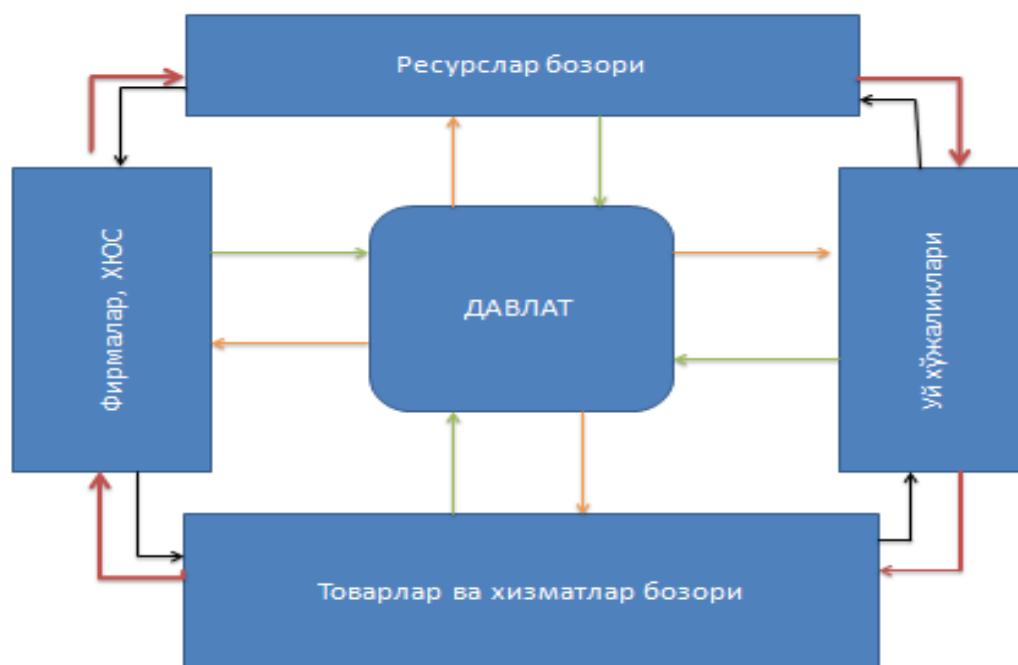 Ресурслар бозори
Фирмалар, ХЮС
ДАВЛАТ
Уй хўжаликлари
Товарлар ва хизматлар бозори